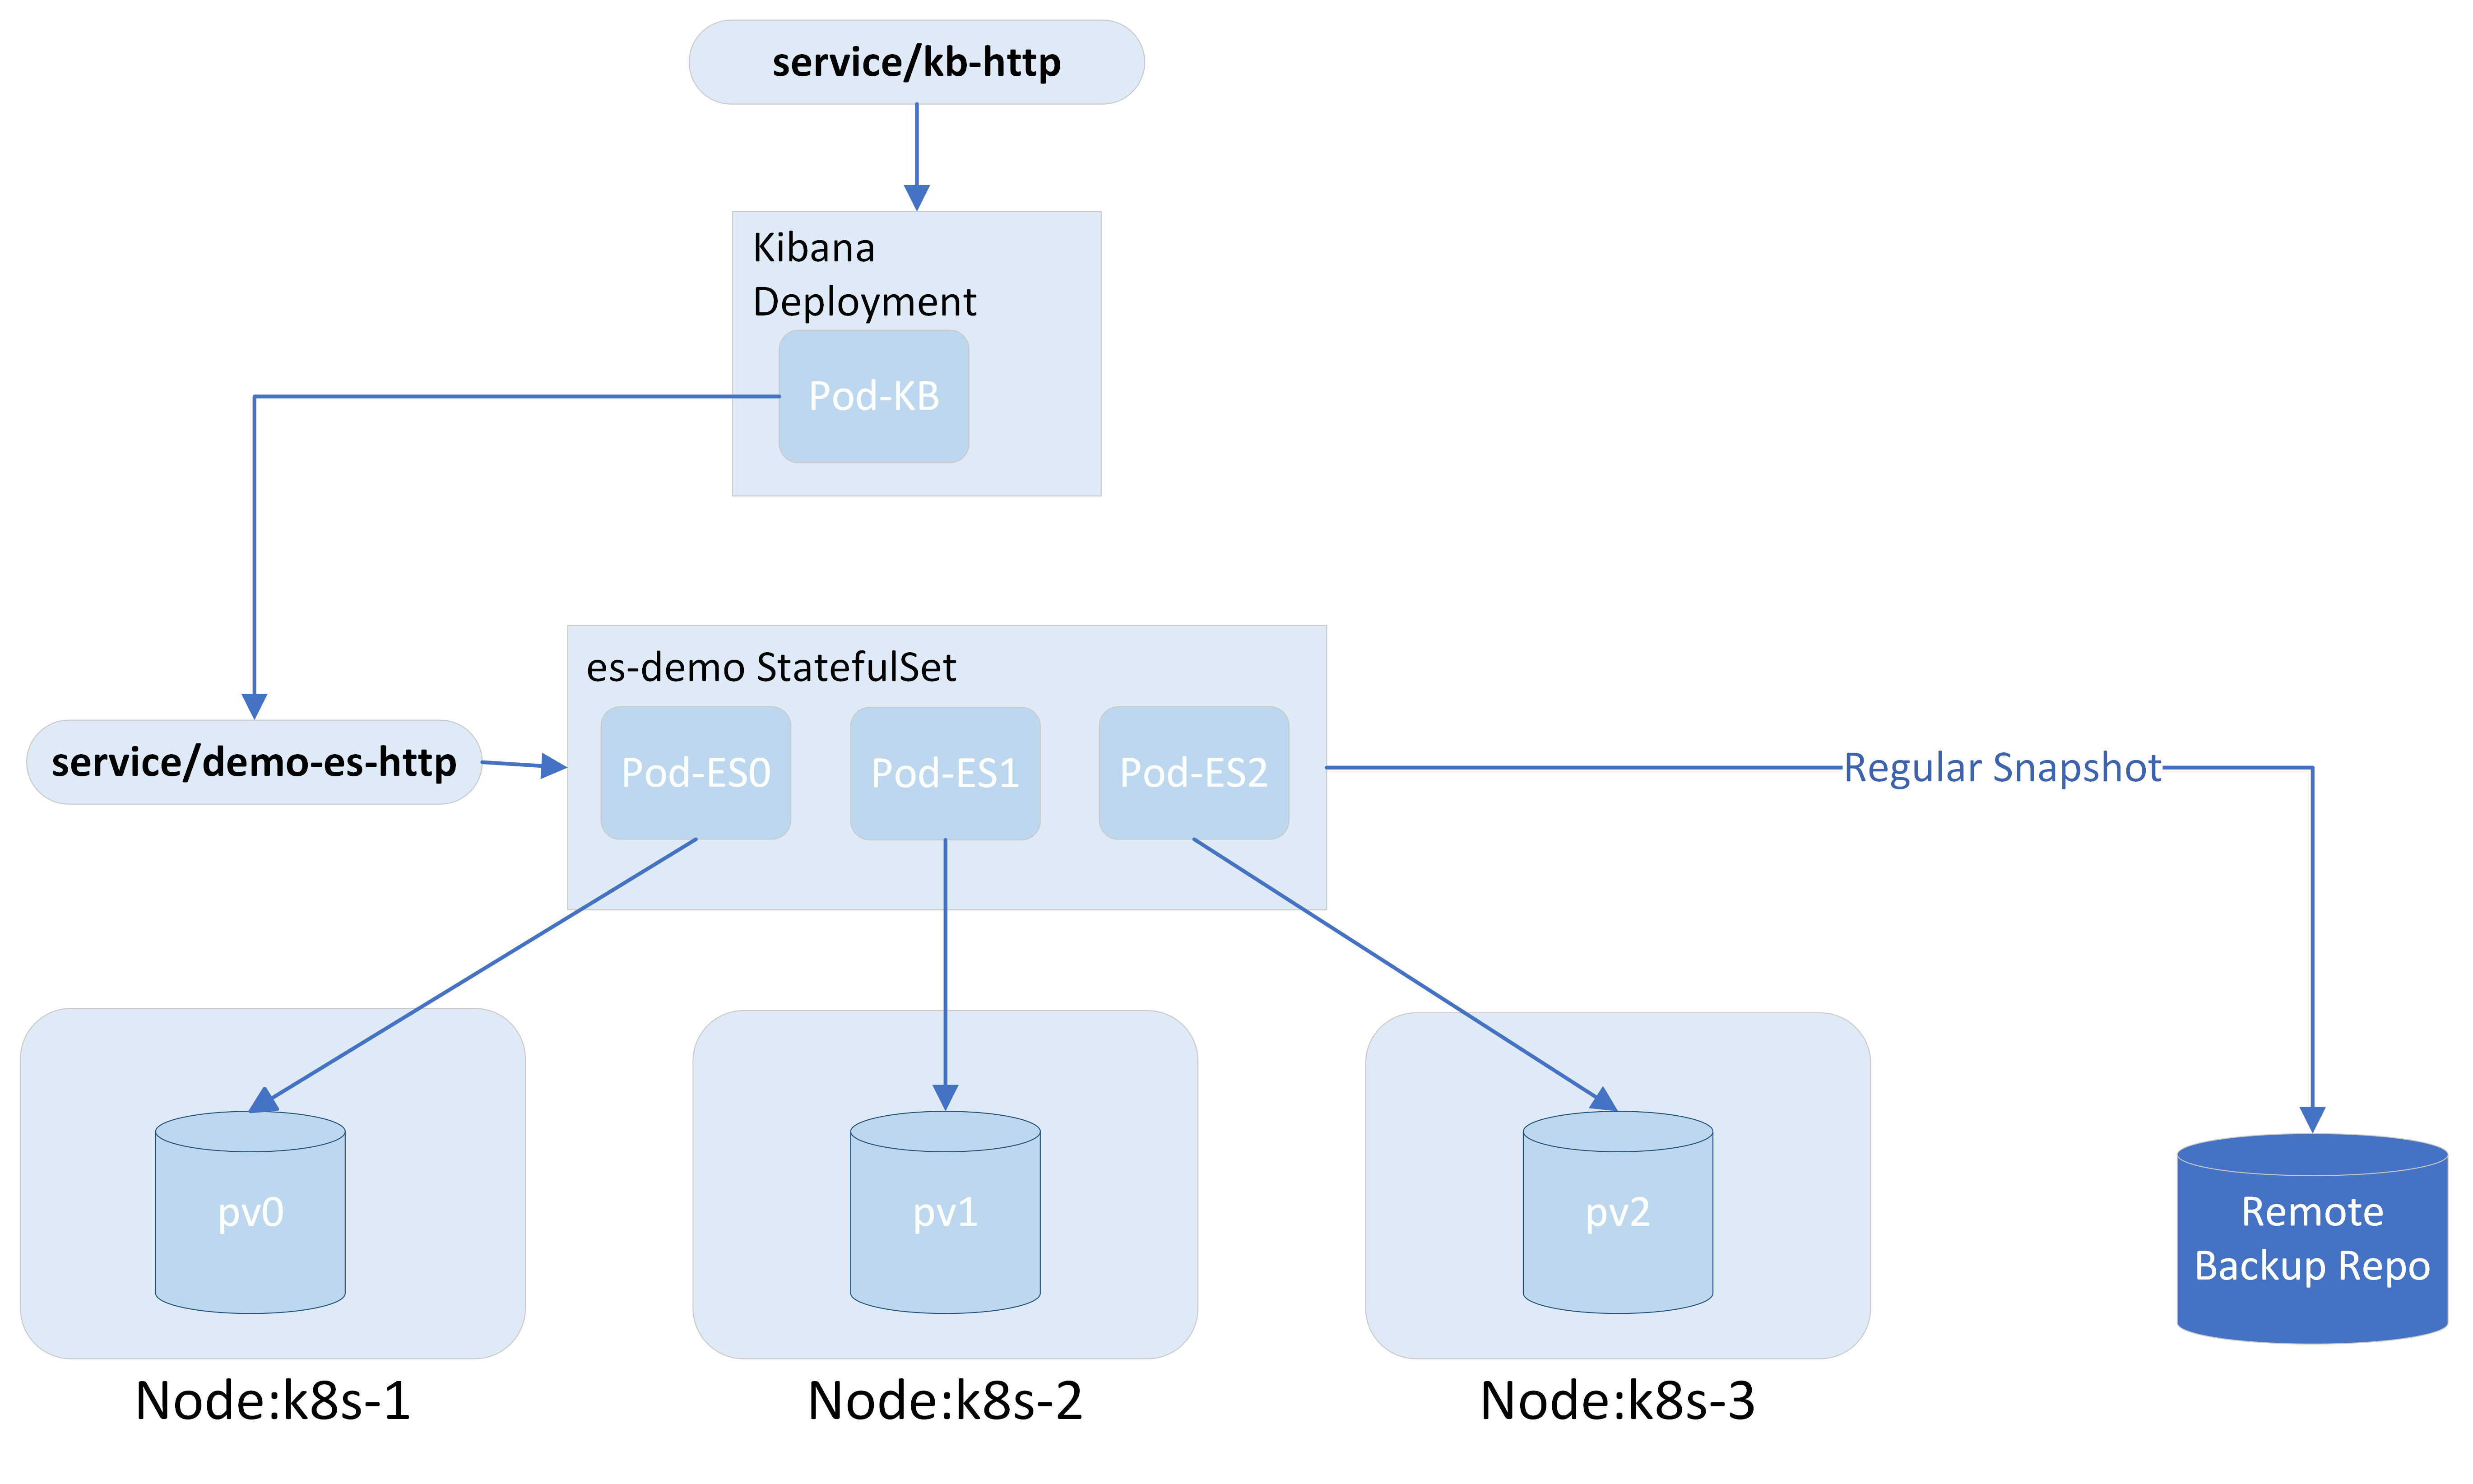 service/kb-http
Kibana
Deployment
Pod-KB
es-demo StatefulSet
service/demo-es-http
Pod-ES0
Pod-ES1
Pod-ES2
Regular Snapshot
pv0
pv1
pv2
Remote
Backup Repo
Node:k8s-1
Node:k8s-2
Node:k8s-3